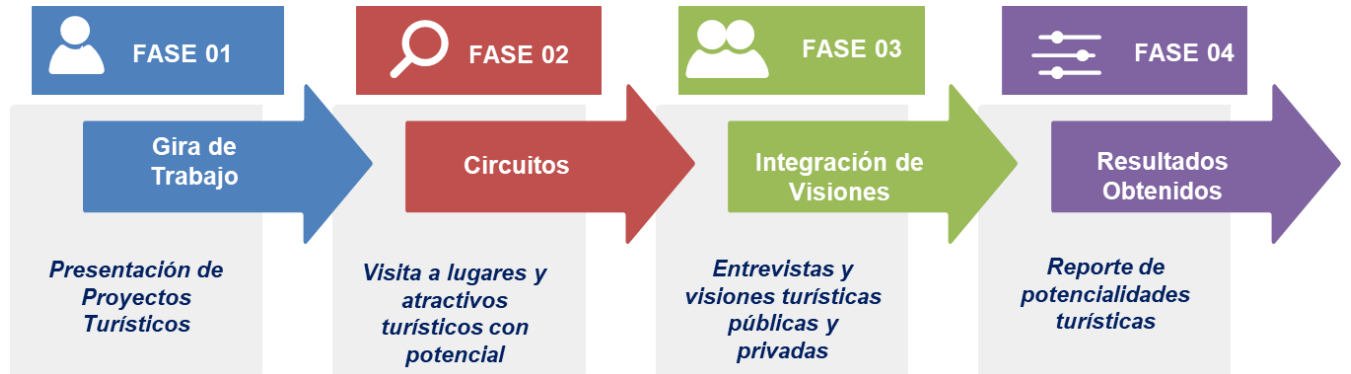 FASE 01
Gira de
Trabajo
Presentación de
Proyectos
Turísticos
FASE 02
Circuitos
Visita a lugares y
atractivos
turísticos con
potencial
FASE 03
Integración de
Visiones
Entrevistas y
visiones turísticas
públicas y
privadas
FASE 04
Resultados
Obtenidos
Reporte de
potencialidades
turísticas